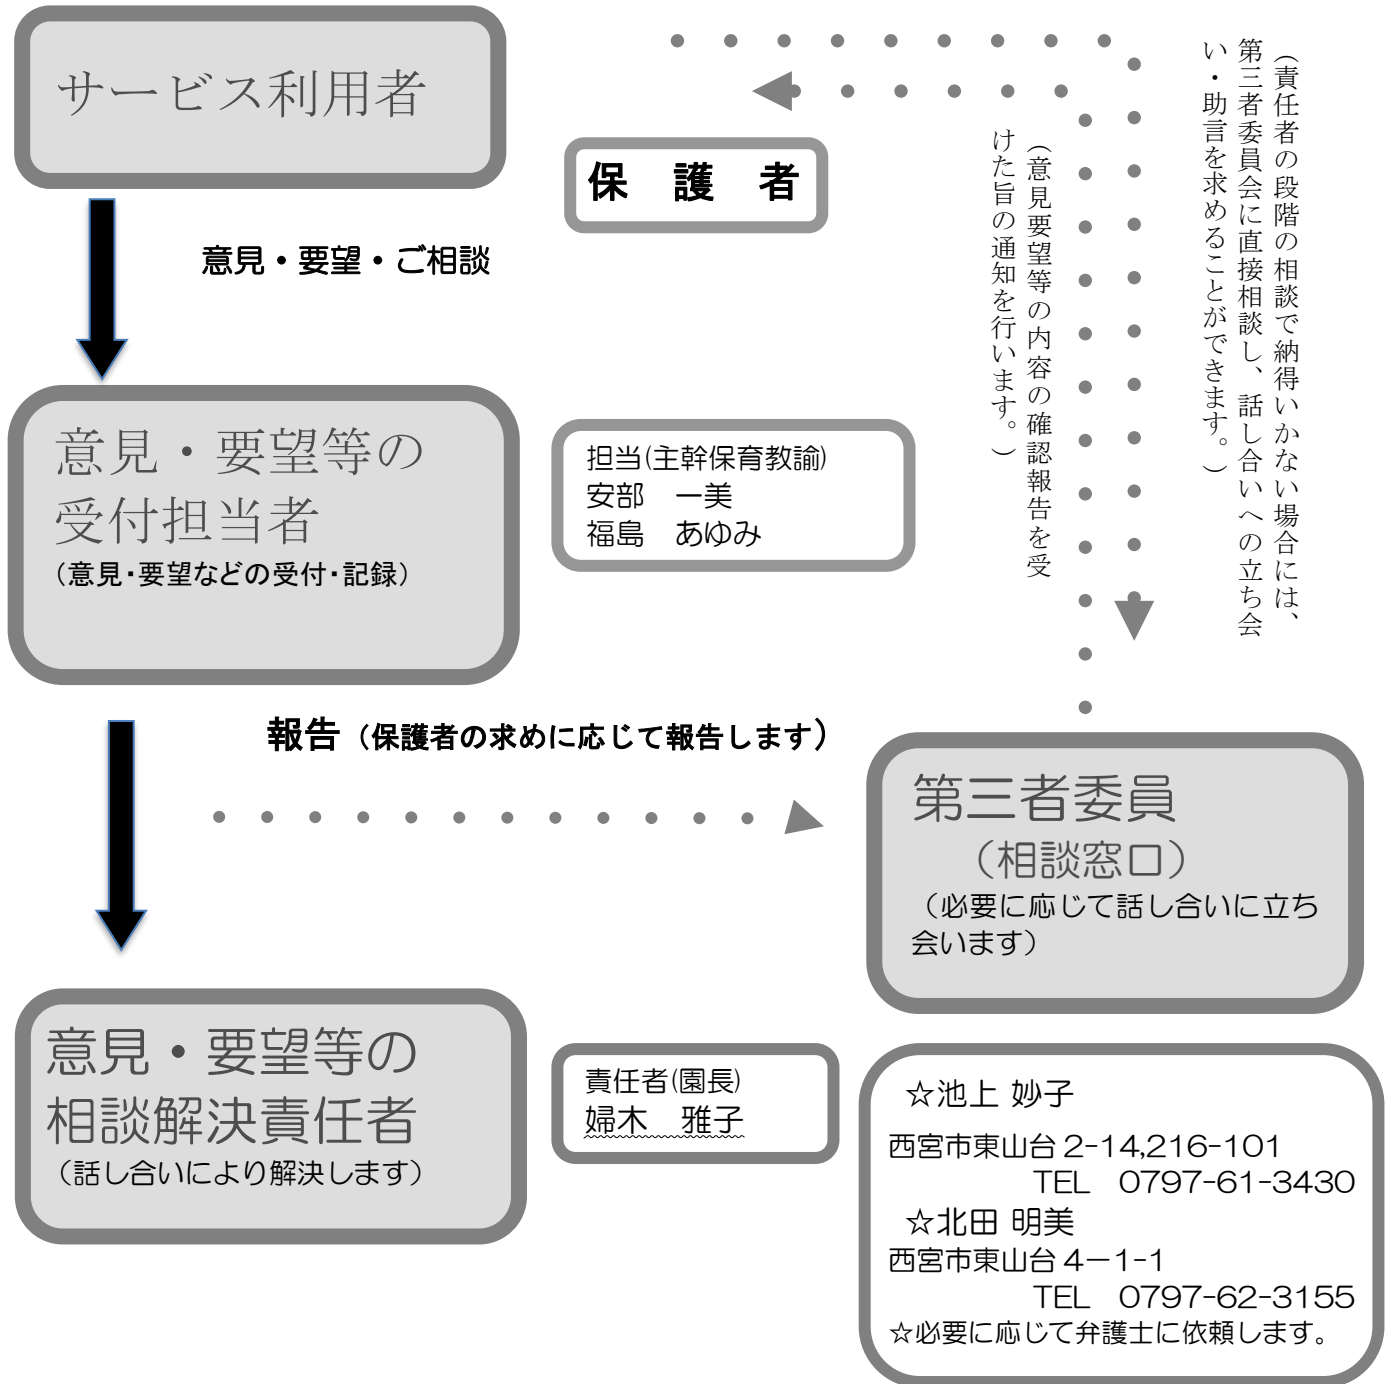 サービス利用者
保　護　者
意見・要望・ご相談
（責任者の段階の相談で納得いかない場合には、
第三者委員会に直接相談し、話し合いへの立ち会
い・助言を求めることができます。）
（意見要望等の内容の確認報告を受
けた旨の通知を行います。）
意見・要望等の
受付担当者
（意見・要望などの受付・記録）
担当(主幹保育教諭)
安部　一美
福島　あゆみ
報告（保護者の求めに応じて報告します）
第三者委員
（相談窓口）
（必要に応じて話し合いに立ち
会います）
意見・要望等の
相談解決責任者
（話し合いにより解決します）
責任者(園長)
婦木　雅子
☆池上 妙子
西宮市東山台 2-14,216-101
TEL　0797-61-3430
☆北田 明美
西宮市東山台 4－1-1
TEL　0797-62-3155
☆必要に応じて弁護士に依頼します。